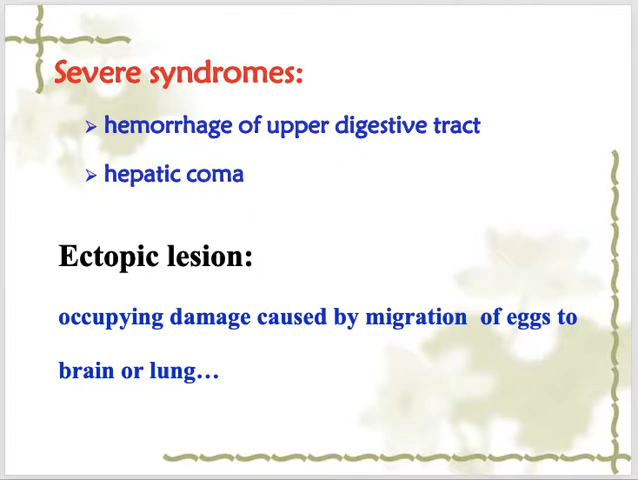 Severe syndromes:
➢ hemorrhage of upper digestive tract
➢ hepatic coma
Ectopic lesion:
occupying damage caused by migration of eggs to
brain or lung…